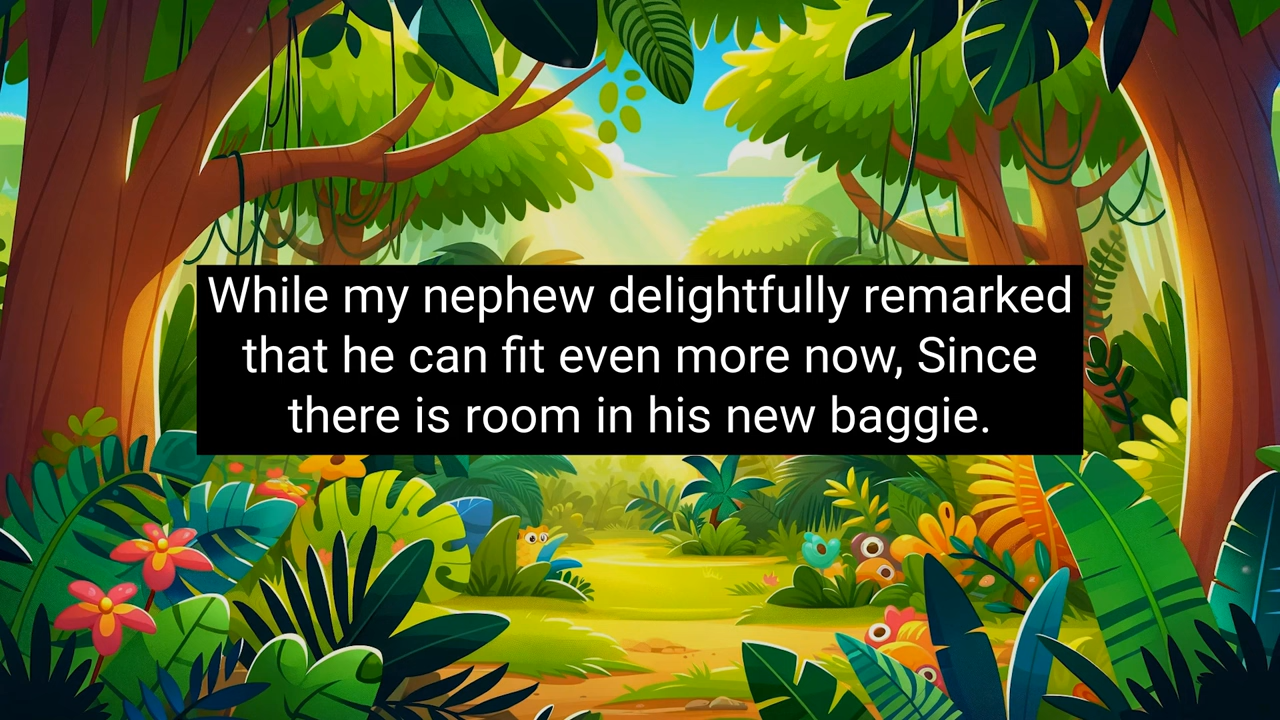 While my nephew delightfully remarked
that he can fit even more now, Since
there is room in his new baggie.